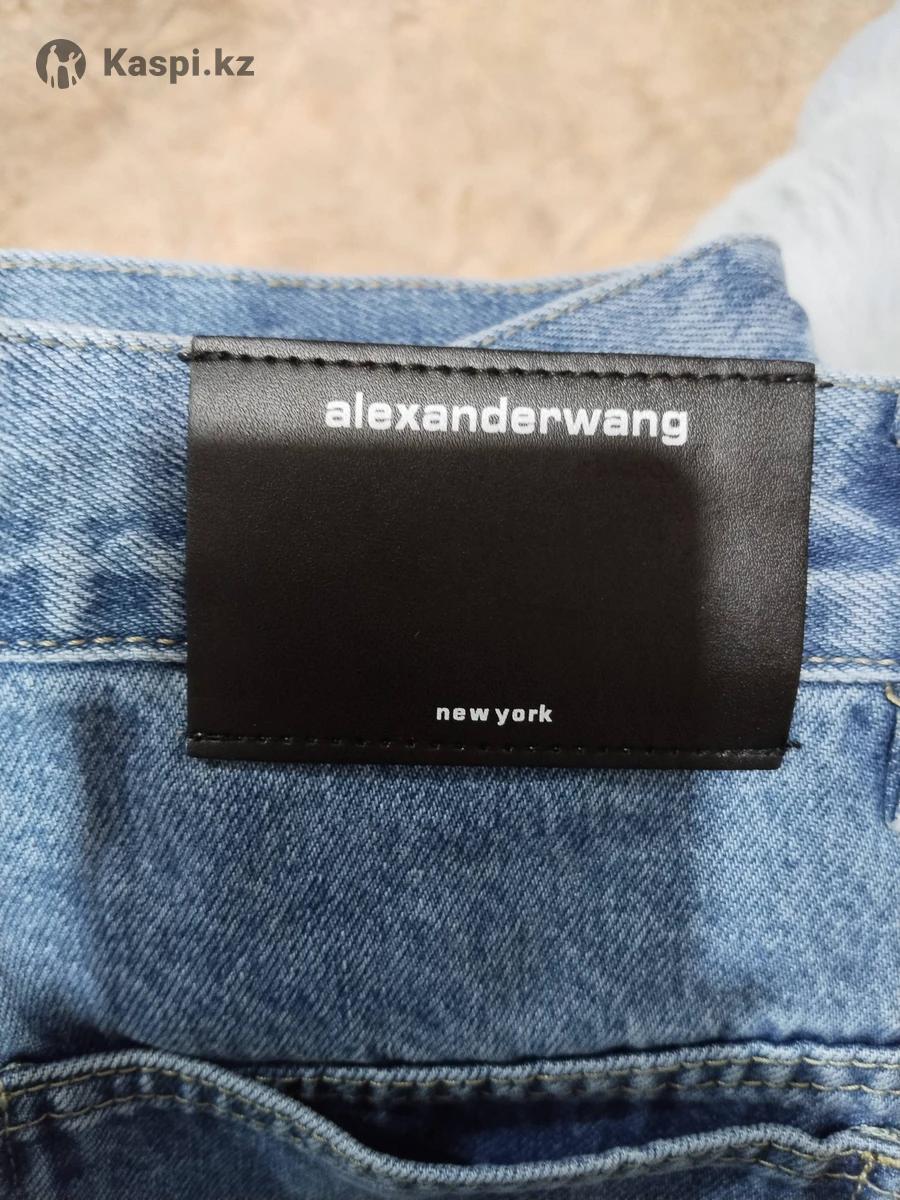 Kaspi.kz
alexanderwang
new york